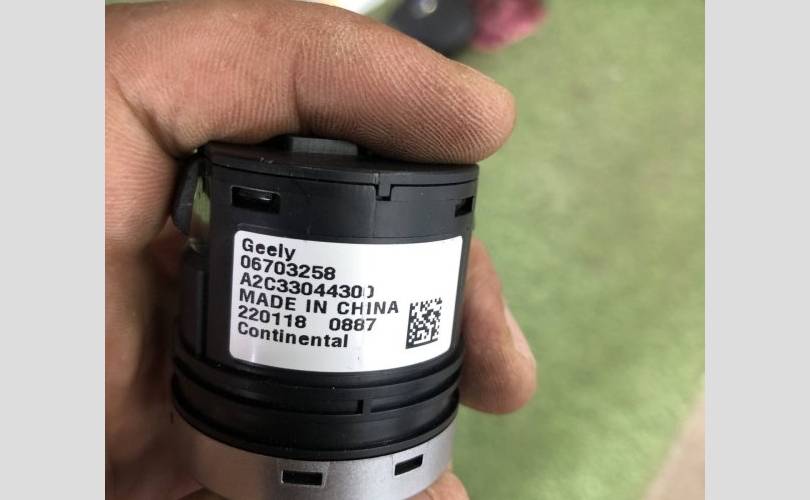 Geely
06703258
A2C33044300
MADE IN CHINA
220118 0887
Continental